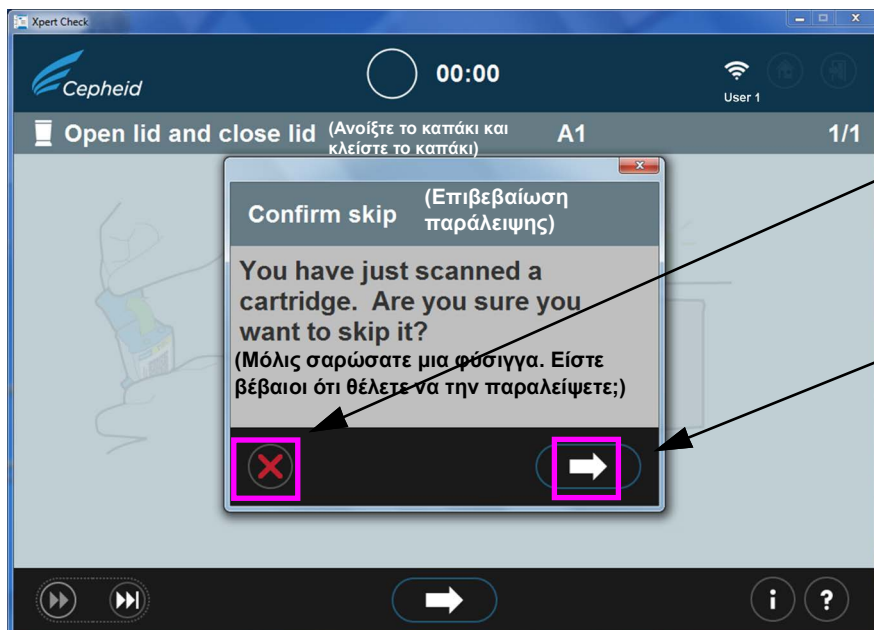 Xpert Check
Cepheid
00:00
User 1
Open lid and close lid (Ανοίξτε το καπάκι και
κλείστε το καπάκι)
A1
1/1
Confirm skip
(Επιβεβαίωση
παράλειψης)
You have just scanned a
cartridge. Are you sure you
want to skip it?
(Μόλις σαρώσατε μια φύσιγγα. Είστε
βέβαιοι ότι θέλετε να την παραλείψετε;)
i
?